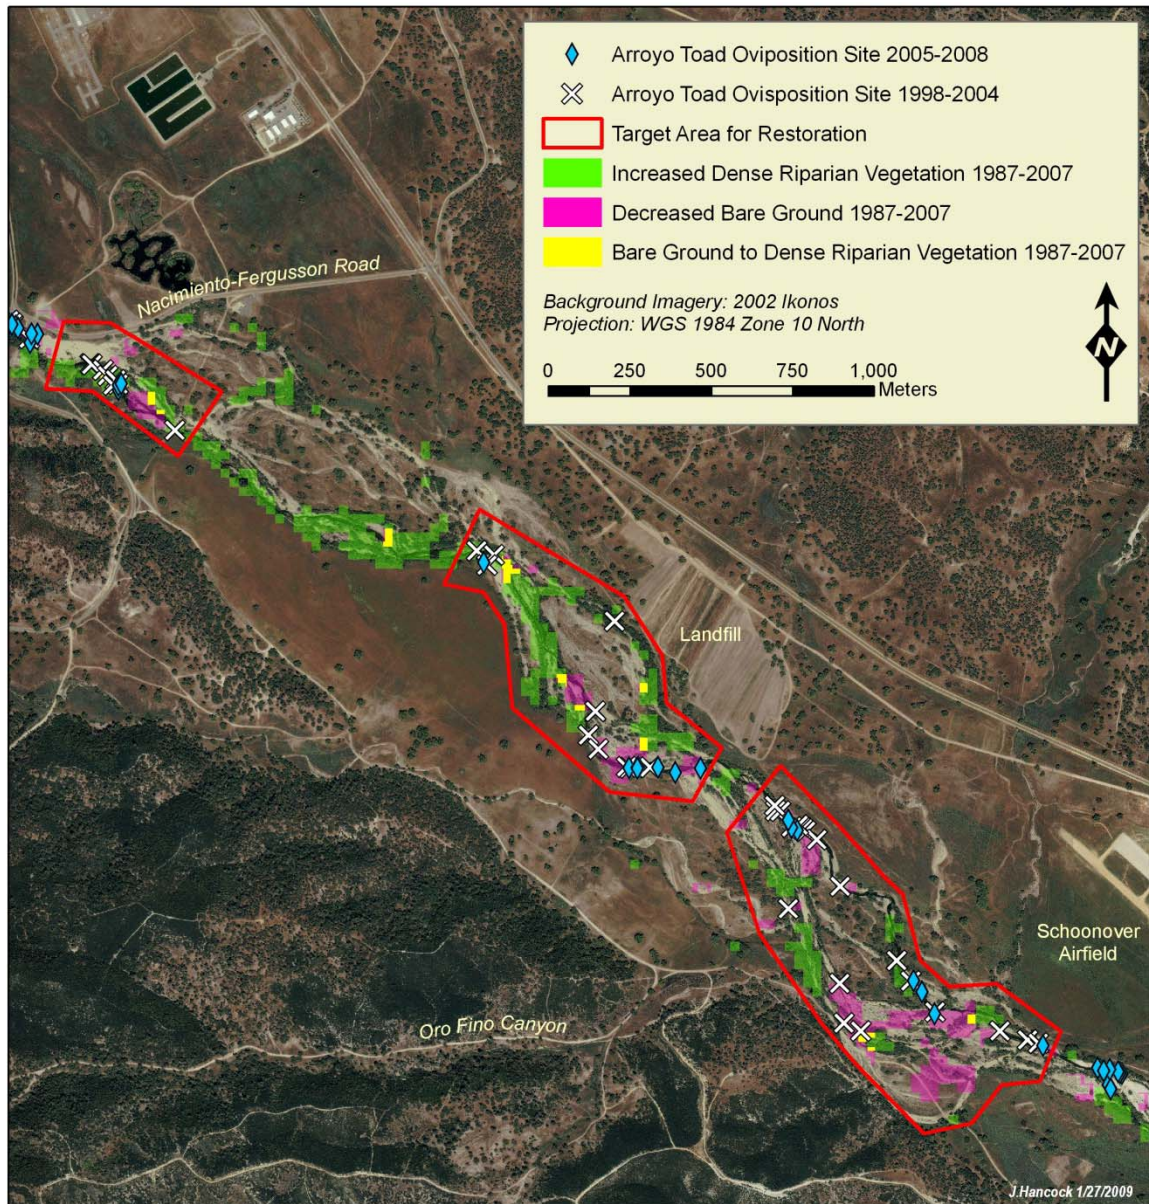 Arroyo Toad Oviposition Site 2005-2008
Arroyo Toad Ovisposition Site 1998-2004
Target Area for Restoration
Increased Dense Riparian Vegetation 1987-2007
Decreased Bare Ground 1987-2007
Bare Ground to Dense Riparian Vegetation 1987-2007
Background Imagery: 2002 Ikonos
Projection: WGS 1984 Zone 10 North
0 250 500 750 1,000
Meters
N
Nacimiento-Fergusson Road
Landfill
Schoonover
Airfield
Oro Fino Canyon
J.Hancock 1/27/2009